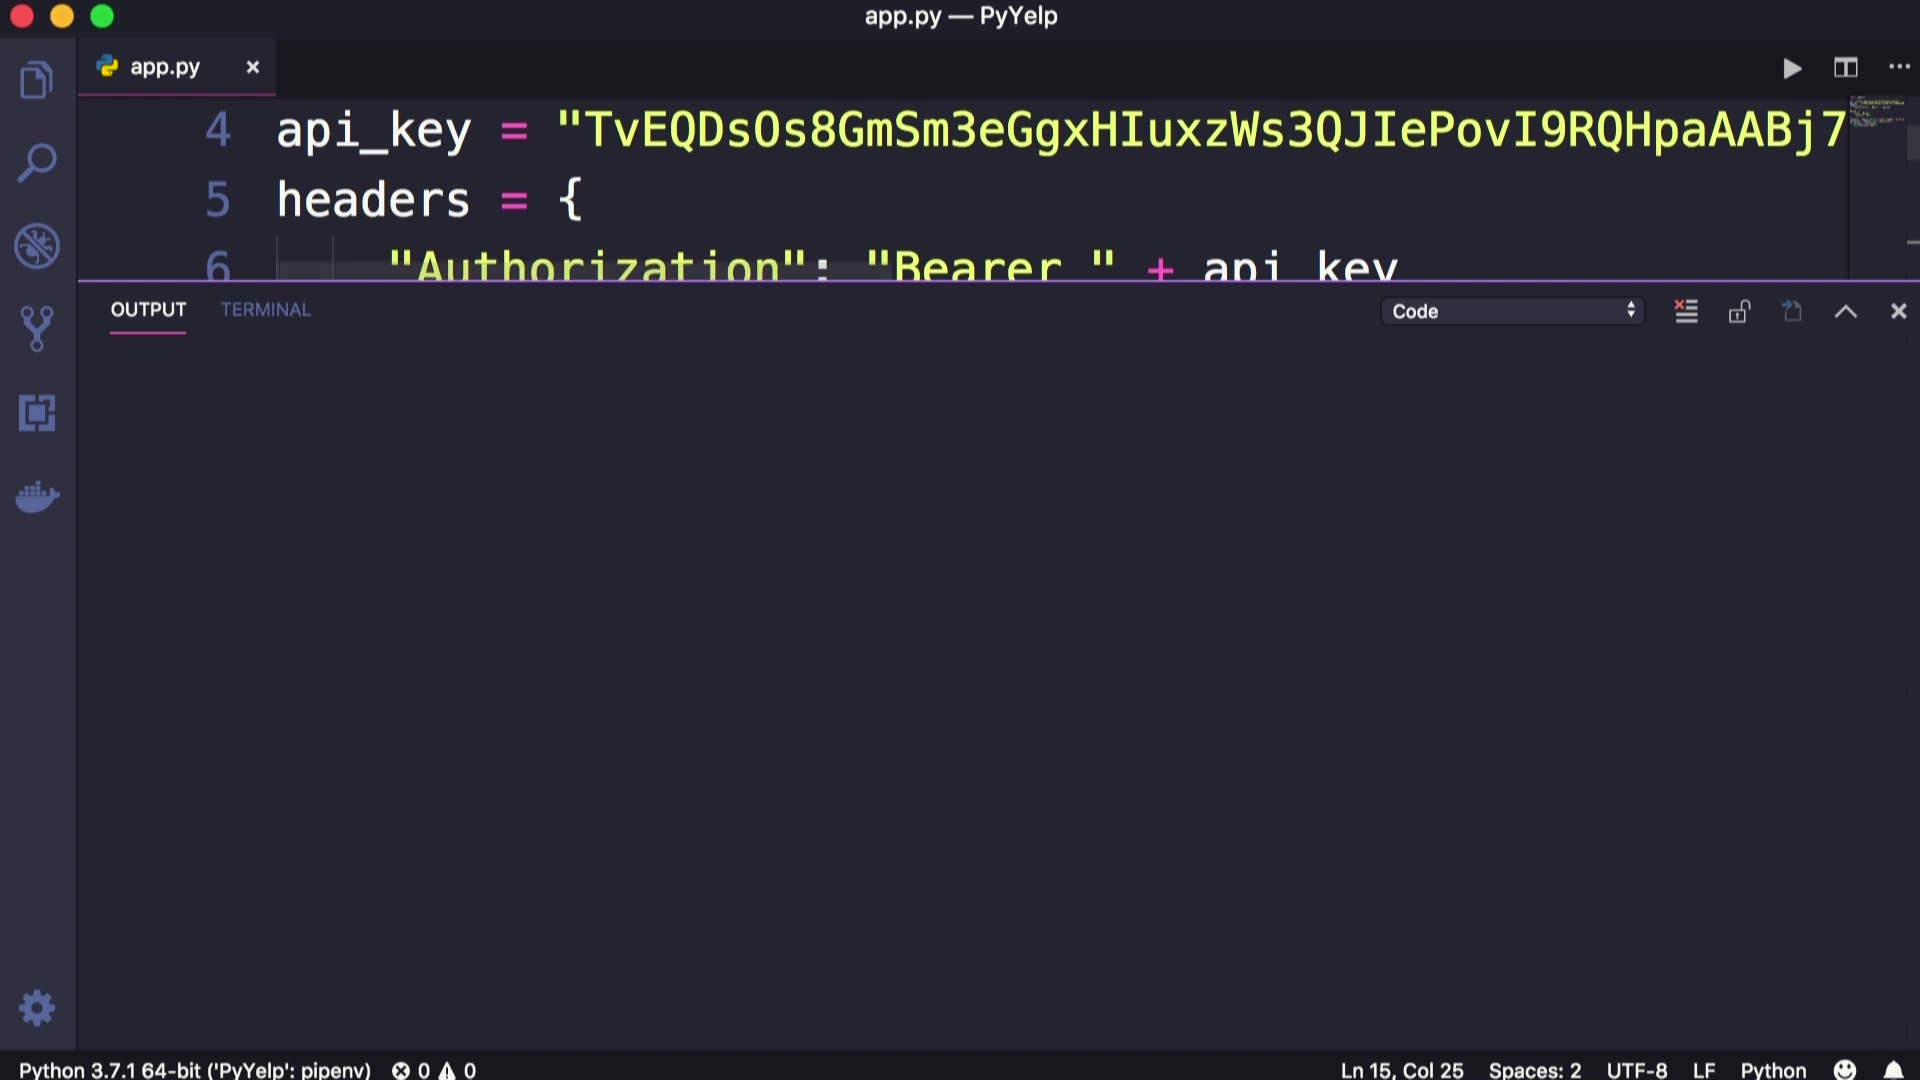 app.py — PyYelp
app.py
4 api_key = "TvEQDsOs8GmSm3eGgxHIuxzWs3QJIePovI9RQHpaAABj7
5 headers = {
6 "Authorization": "Bearer " + api_key
OUTPUT TERMINAL Code
Python 3.7.1 64-bit ('PyYelp': pipenv) 0 0 Ln 15, Col 25 Spaces: 2 UTF-8 LF Python